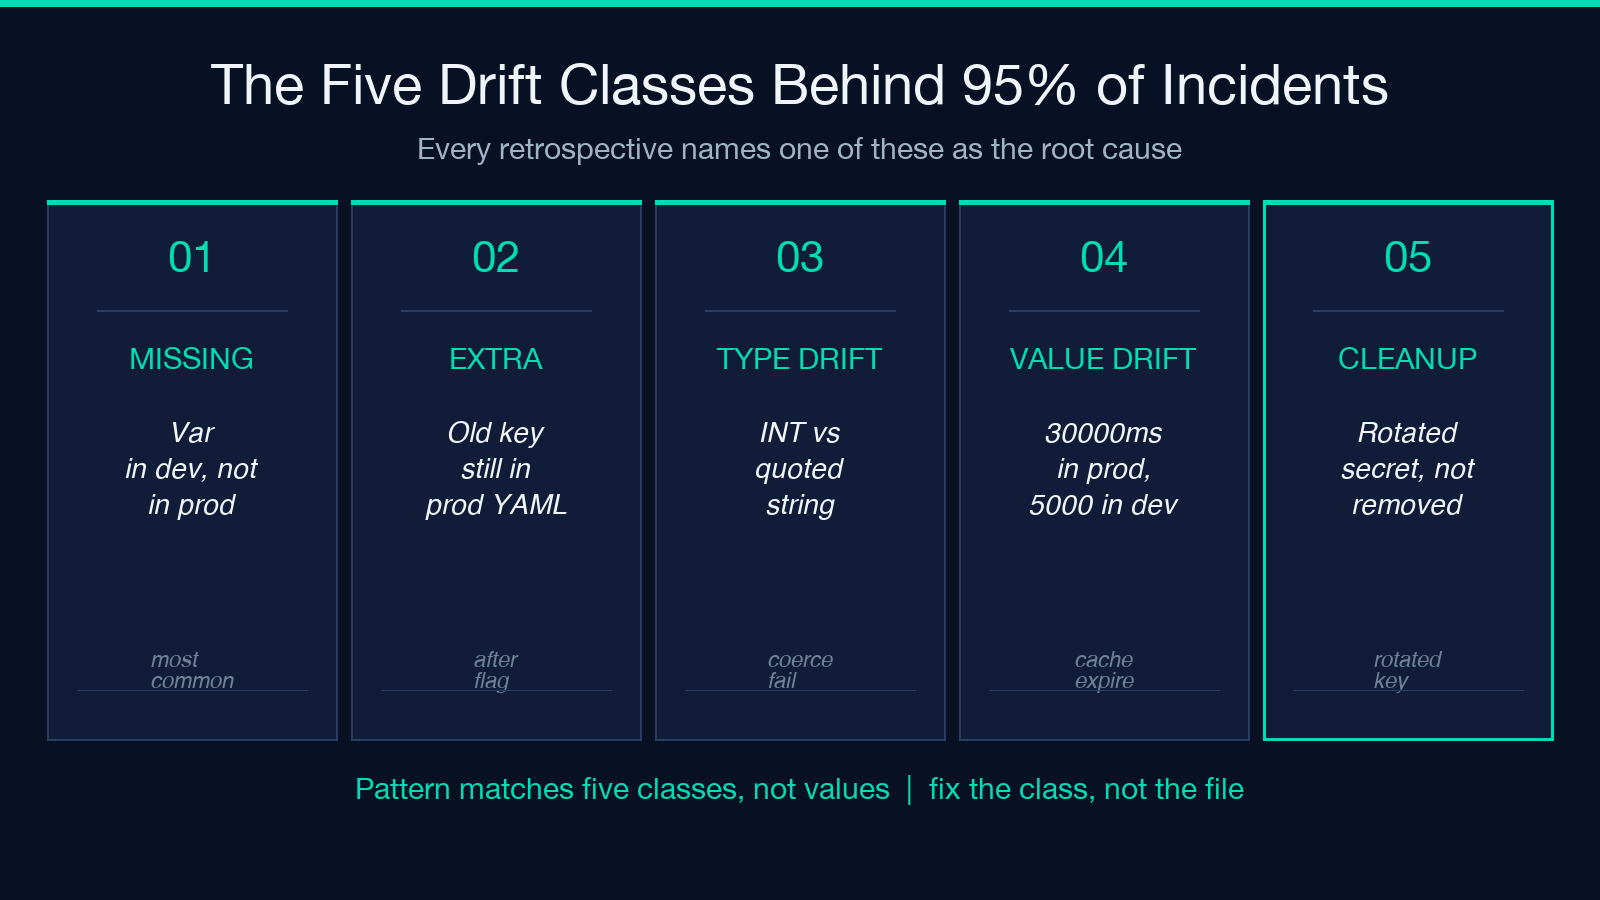 The Five Drift Classes Behind 95% of Incidents
Every retrospective names one of these as the root cause
01
MISSING
Var
in dev, not
in prod
most
common
02
EXTRA
Old key
still in
prod YAML
after
flag
03
TYPE DRIFT
INT vs
quoted
string
coerce
fail
04
VALUE DRIFT
30000ms
in prod,
5000 in dev
cache
expire
05
CLEANUP
Rotated
secret, not
removed
rotated
key
Pattern matches five classes, not values | fix the class, not the file